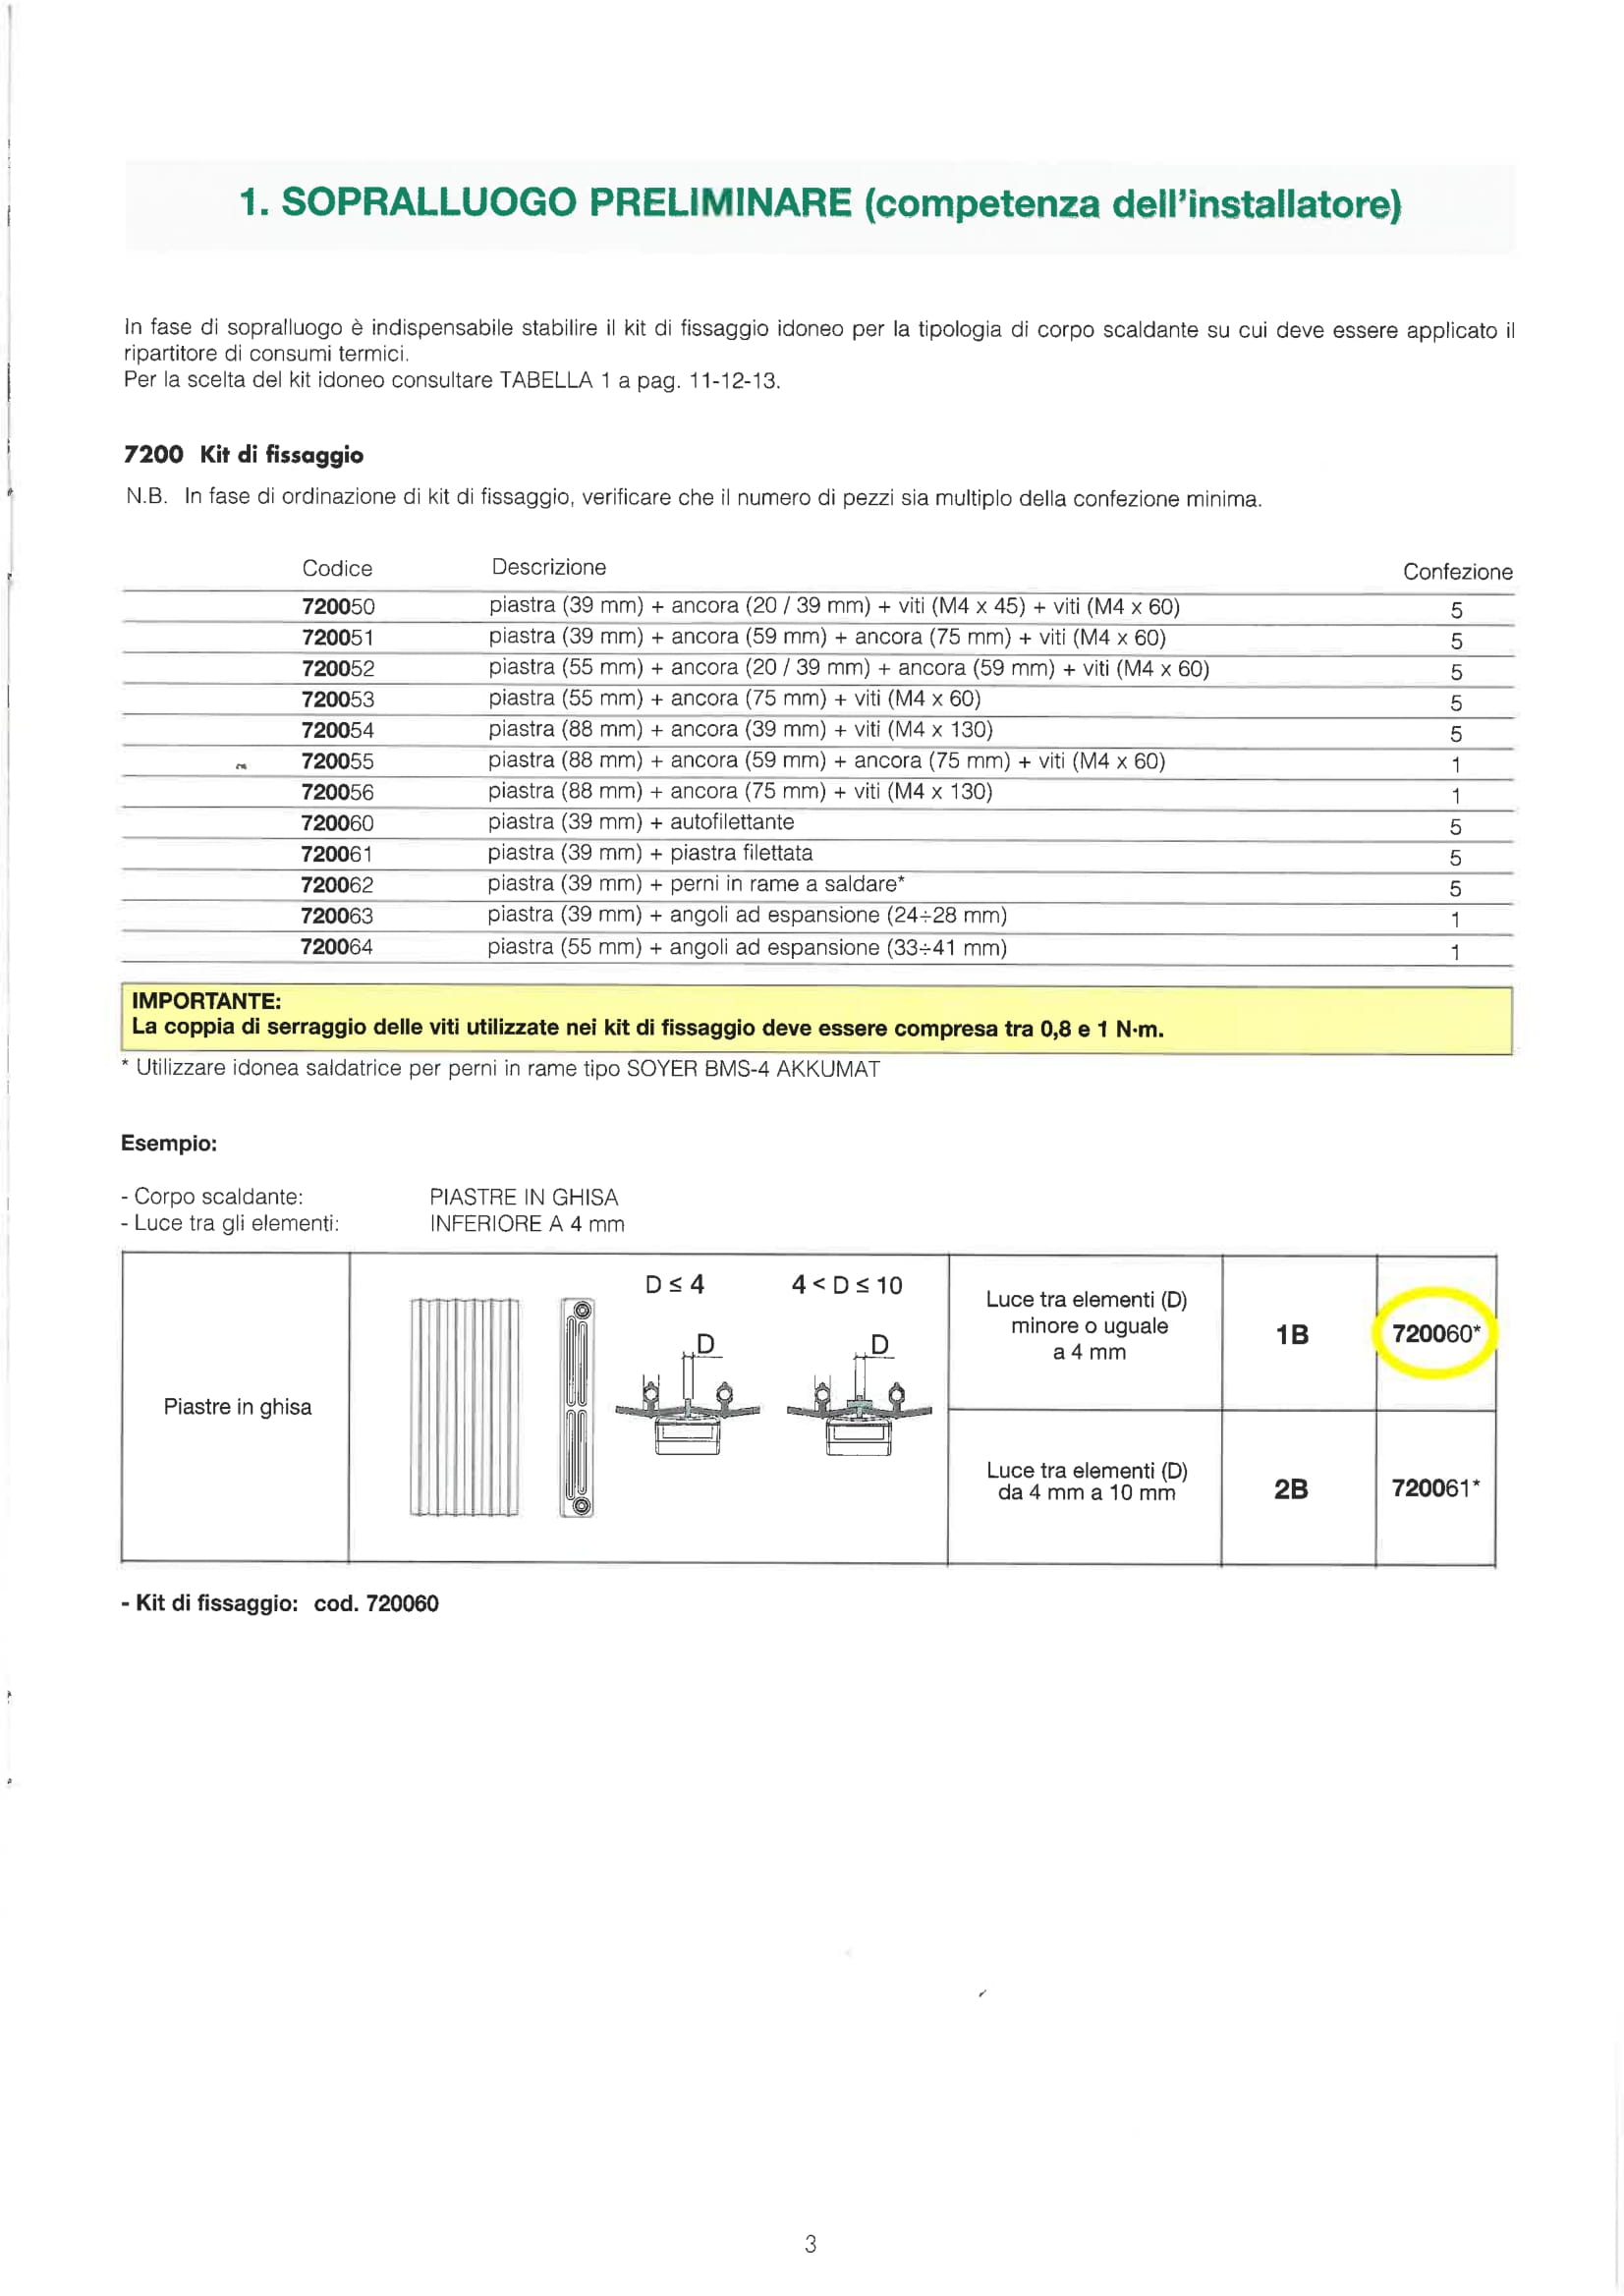 1. SOPRALLUOGO PRELIMINARE (competenza dell'installatore)
In fase di sopralluogo è indispensabile stabilire il kit di fissaggio idoneo per la tipologia di corpo scaldante su cui deve essere applicato il
ripartitore di consumi termici.
Per la scelta del kit idoneo consultare TABELLA 1 a pag. 11-12-13.
7200 Kit di fissaggio
N.B. In fase di ordinazione di kit di fissaggio, verificare che il numero di pezzi sia multiplo della confezione minima.
Codice Descrizione Confezione
720050 piastra (39 mm) + ancora (20 / 39 mm) + viti (M4 x 45) + viti (M4 x 60) 5
720051 piastra (39 mm) + ancora (59 mm) + ancora (75 mm) + viti (M4 x 60) 5
720052 piastra (55 mm) + ancora (20 / 39 mm) + ancora (59 mm) + viti (M4 x 60) 5
720053 piastra (55 mm) + ancora (75 mm) + viti (M4 x 60) 5
720054 piastra (88 mm) + ancora (39 mm) + viti (M4 x 130) 5
720055 piastra (88 mm) + ancora (59 mm) + ancora (75 mm) + viti (M4 x 60) 1
720056 piastra (88 mm) + ancora (75 mm) + viti (M4 x 130) 1
720060 piastra (39 mm) + autofilettante 5
720061 piastra (39 mm) + piastra filettata 5
720062 piastra (39 mm) + perni in rame a saldare* 5
720063 piastra (39 mm) + angoli ad espansione (24÷28 mm) 1
720064 piastra (55 mm) + angoli ad espansione (33÷41 mm) 1
IMPORTANTE:
La coppia di serraggio delle viti utilizzate nei kit di fissaggio deve essere compresa tra 0,8 e 1 N·m.
* Utilizzare idonea saldatrice per perni in rame tipo SOYER BMS-4 AKKUMAT
Esempio:
- Corpo scaldante: PIASTRE IN GHISA
- Luce tra gli elementi: INFERIORE A 4 mm
Piastre in ghisa
D ≤ 4 4 < D ≤ 10
D D
Luce tra elementi (D)
minore o uguale
a 4 mm
1B 720060*
Luce tra elementi (D)
da 4 mm a 10 mm
2B 720061*
- Kit di fissaggio: cod. 720060
3